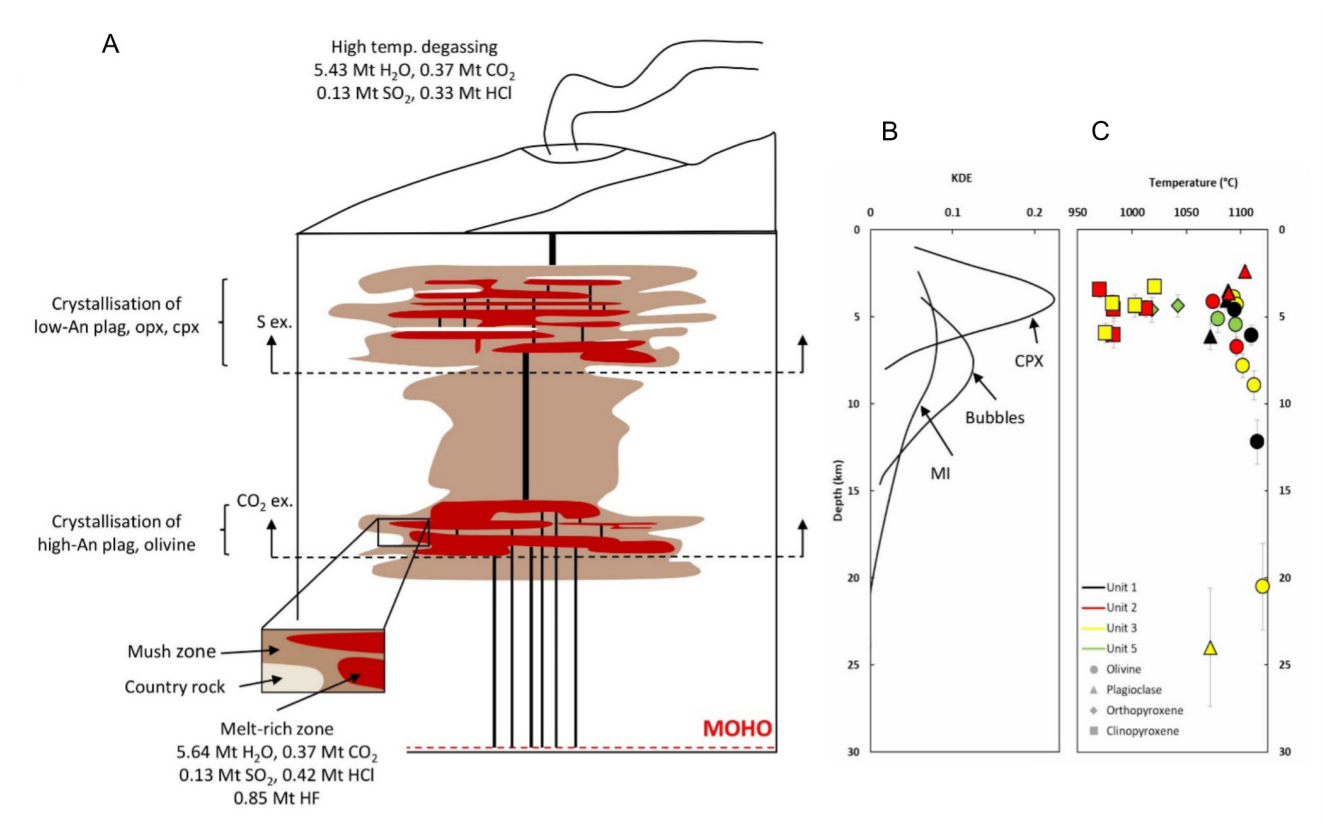 A
High temp. degassing
5.43 Mt H₂O, 0.37 Mt CO₂
0.13 Mt SO₂, 0.33 Mt HCl
Crystallisation of
low-An plag, opx, cpx
S ex.
CO₂ ex.
Crystallisation of
high-An plag, olivine
Mush zone
Country rock
Melt-rich zone
5.64 Mt H₂O, 0.37 Mt CO₂
0.13 Mt SO₂, 0.42 Mt HCl
0.85 Mt HF
MOHO
B
KDE
0 0.1 0.2
0
5
10
15
20
25
30
Depth (km)
CPX
Bubbles
MI
C
Temperature (°C)
950 1000 1050 1100
0
5
10
15
20
25
30
Unit 1
Unit 2
Unit 3
Unit 5
Olivine
Plagioclase
Orthopyroxene
Clinopyroxene